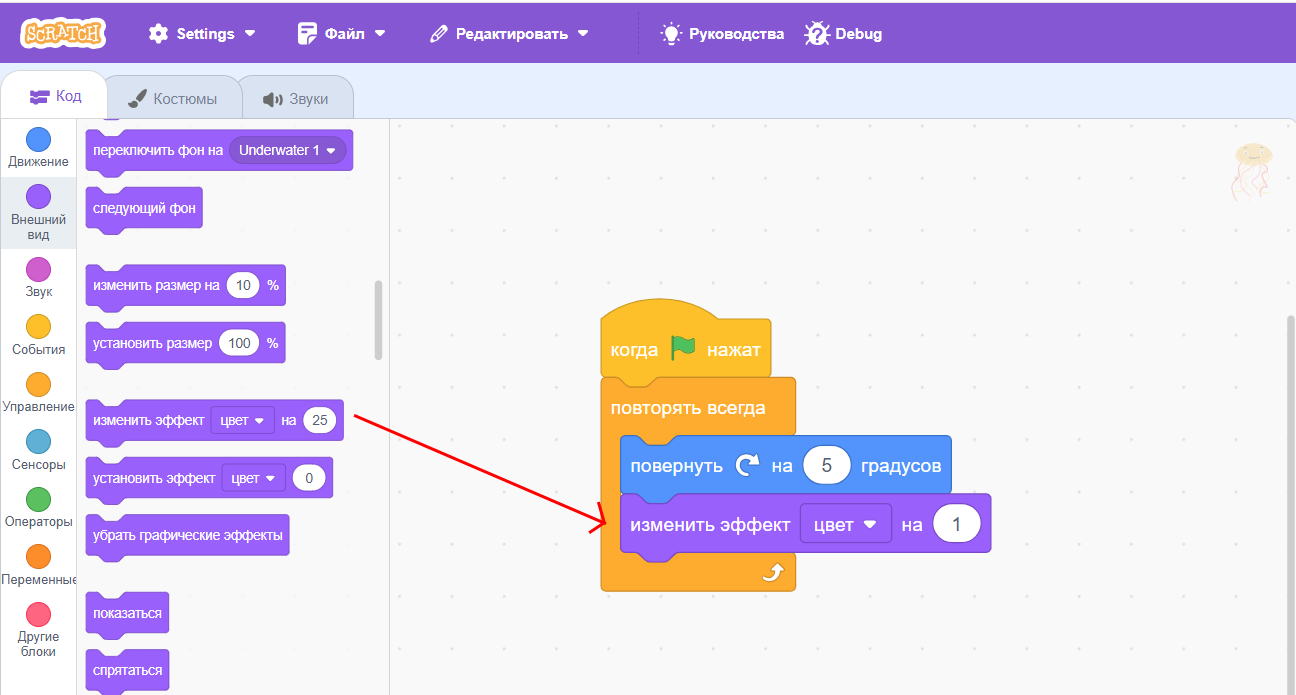 SCRATCH
Settings
Файл
Редактировать
Руководства
Debug
Код
Костюмы
Звуки
Движение
Внешний
вид
Звук
События
Управление
Сенсоры
Операторы
Переменные
Другие
блоки
переключить фон на Underwater 1
следующий фон
изменить размер на 10 %
установить размер 100 %
изменить эффект цвет на 25
установить эффект цвет 0
убрать графические эффекты
показаться
спрятаться
когда нажат
повторять всегда
повернуть на 5 градусов
изменить эффект цвет на 1